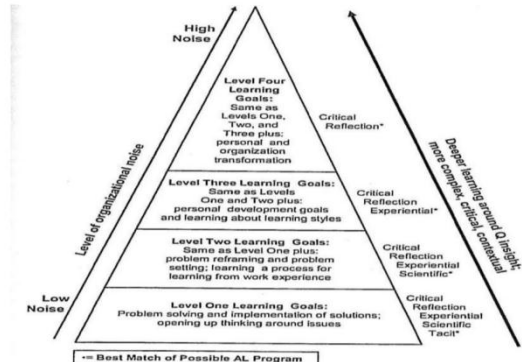 High
Noise
Level of organizational noise
Low
Noise
Level Four
Learning
Goals:
Same as
Levels One,
Two, and
Three plus:
personal and
organization
transformation
Critical
Reflection*
Level Three Learning Goals:
Same as Levels
One and Two plus:
personal development goals
and learning about learning styles
Critical
Reflection
Experiential*
Level Two Learning Goals:
Same as Level One plus:
problem reframing and problem
setting; learning a process for
learning from work experience
Critical
Reflection
Experiential
Scientific*
Level One Learning Goals:
Problem solving and implementation of solutions;
opening up thinking around issues
Critical
Reflection
Experiential
Scientific
Tacit*
Deeper learning around Q insight;
more complex, critical, contextual
*= Best Match of Possible AL Program